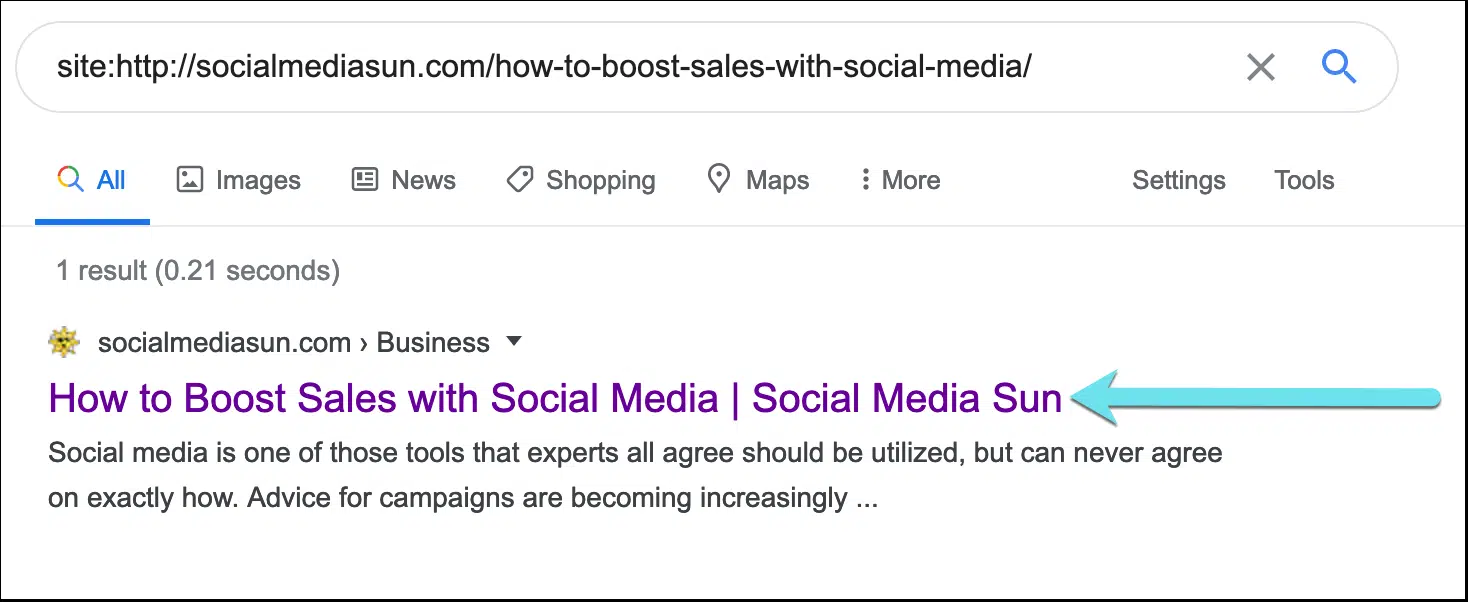 site:http://socialmediasun.com/how-to-boost-sales-with-social-media/
All Images News Shopping Maps More Settings Tools
1 result (0.21 seconds)
socialmediasun.com › Business
How to Boost Sales with Social Media | Social Media Sun
Social media is one of those tools that experts all agree should be utilized, but can never agree
on exactly how. Advice for campaigns are becoming increasingly ...